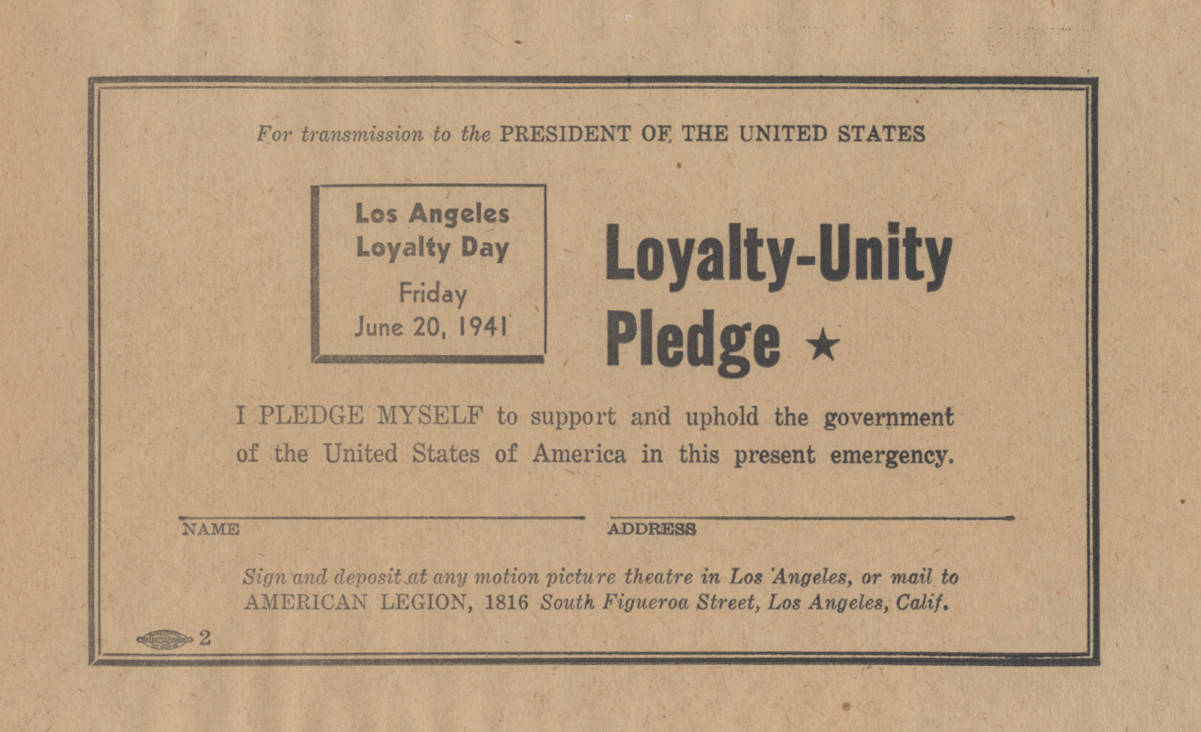 For transmission to the PRESIDENT OF THE UNITED STATES
Los Angeles
Loyalty Day
Friday
June 20, 1941
Loyalty-Unity
Pledge ★
I PLEDGE MYSELF to support and uphold the government
of the United States of America in this present emergency.
NAME ADDRESS
Sign and deposit at any motion picture theatre in Los Angeles, or mail to
AMERICAN LEGION, 1816 South Figueroa Street, Los Angeles, Calif.
2